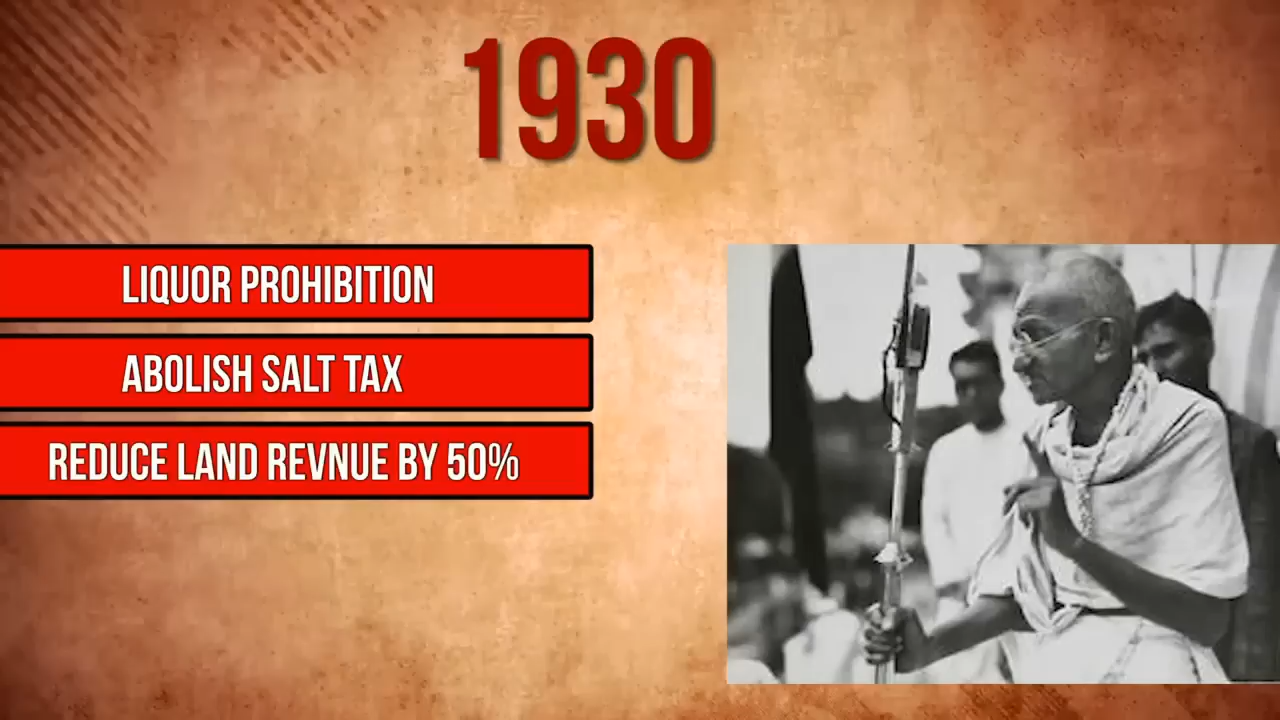 1930
LIQUOR PROHIBITION
ABOLISH SALT TAX
REDUCE LAND REVNUE BY 50%